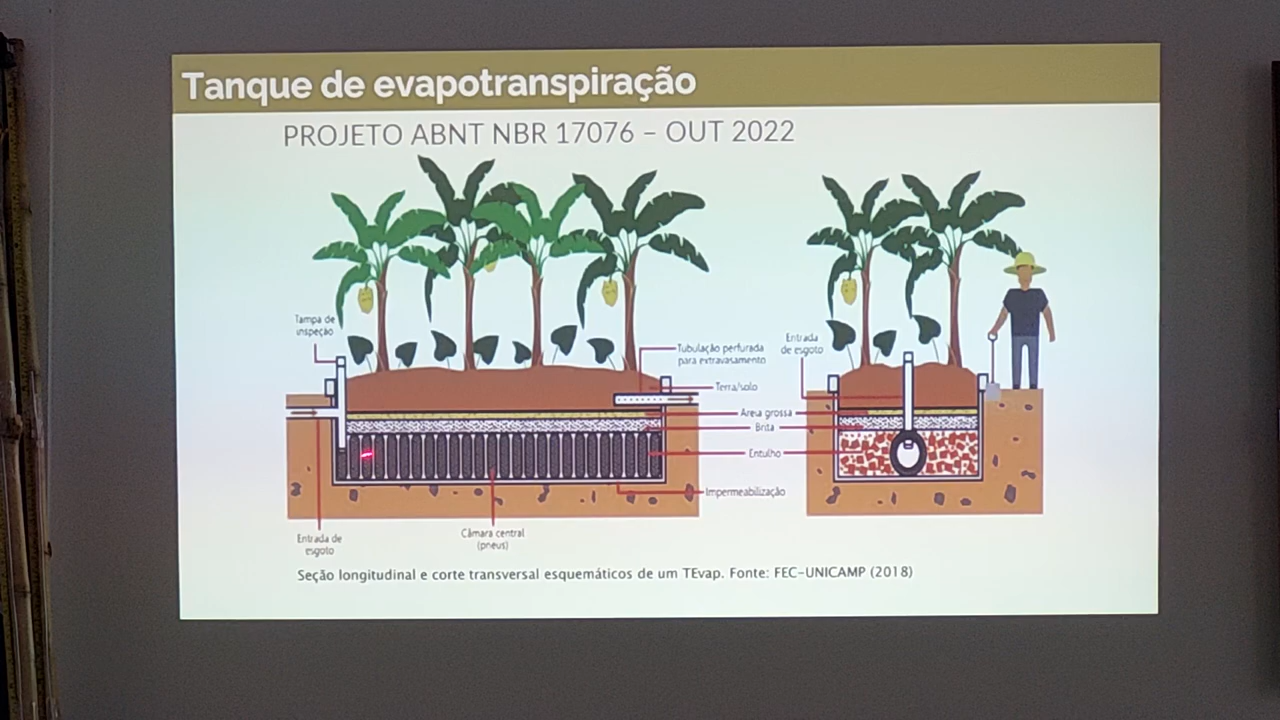 Tanque de evapotranspiração
PROJETO ABNT NBR 17076 – OUT 2022
Tampa de
inspeção
Tubulação perfurada
para extravasamento
Terra/solo
Entrada
de esgoto
Areia grossa
Brita
Entulho
Impermeabilização
Entrada de
esgoto
Câmara central
(pneus)
Seção longitudinal e corte transversal esquemáticos de um TEvap. Fonte: FEC-UNICAMP (2018)